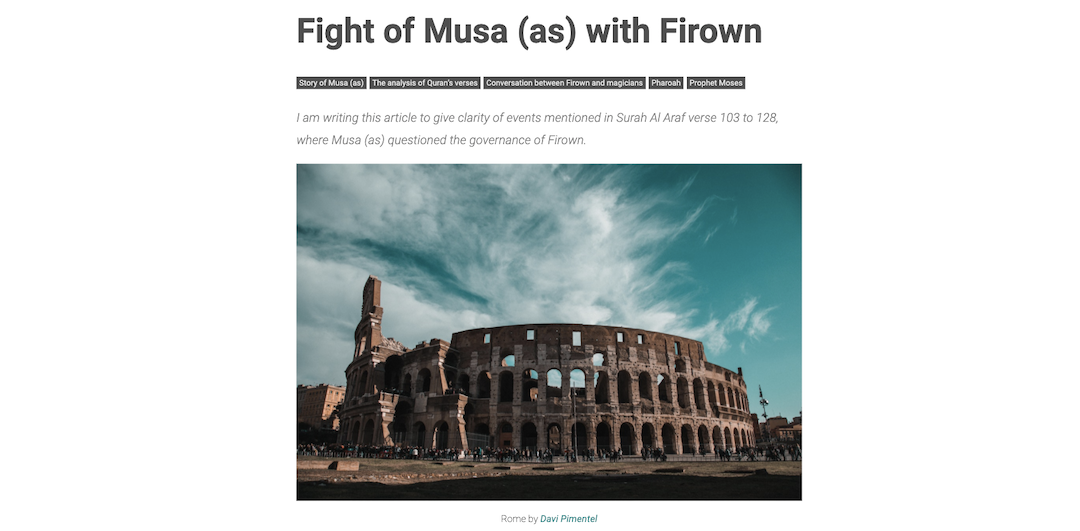 Fight of Musa (as) with Firown
Story of Musa (as) The analysis of Quran's verses Conversation between Firown and magicians Pharoah Prophet Moses
I am writing this article to give clarity of events mentioned in Surah Al Araf verse 103 to 128,
where Musa (as) questioned the governance of Firown.
Rome by Davi Pimentel